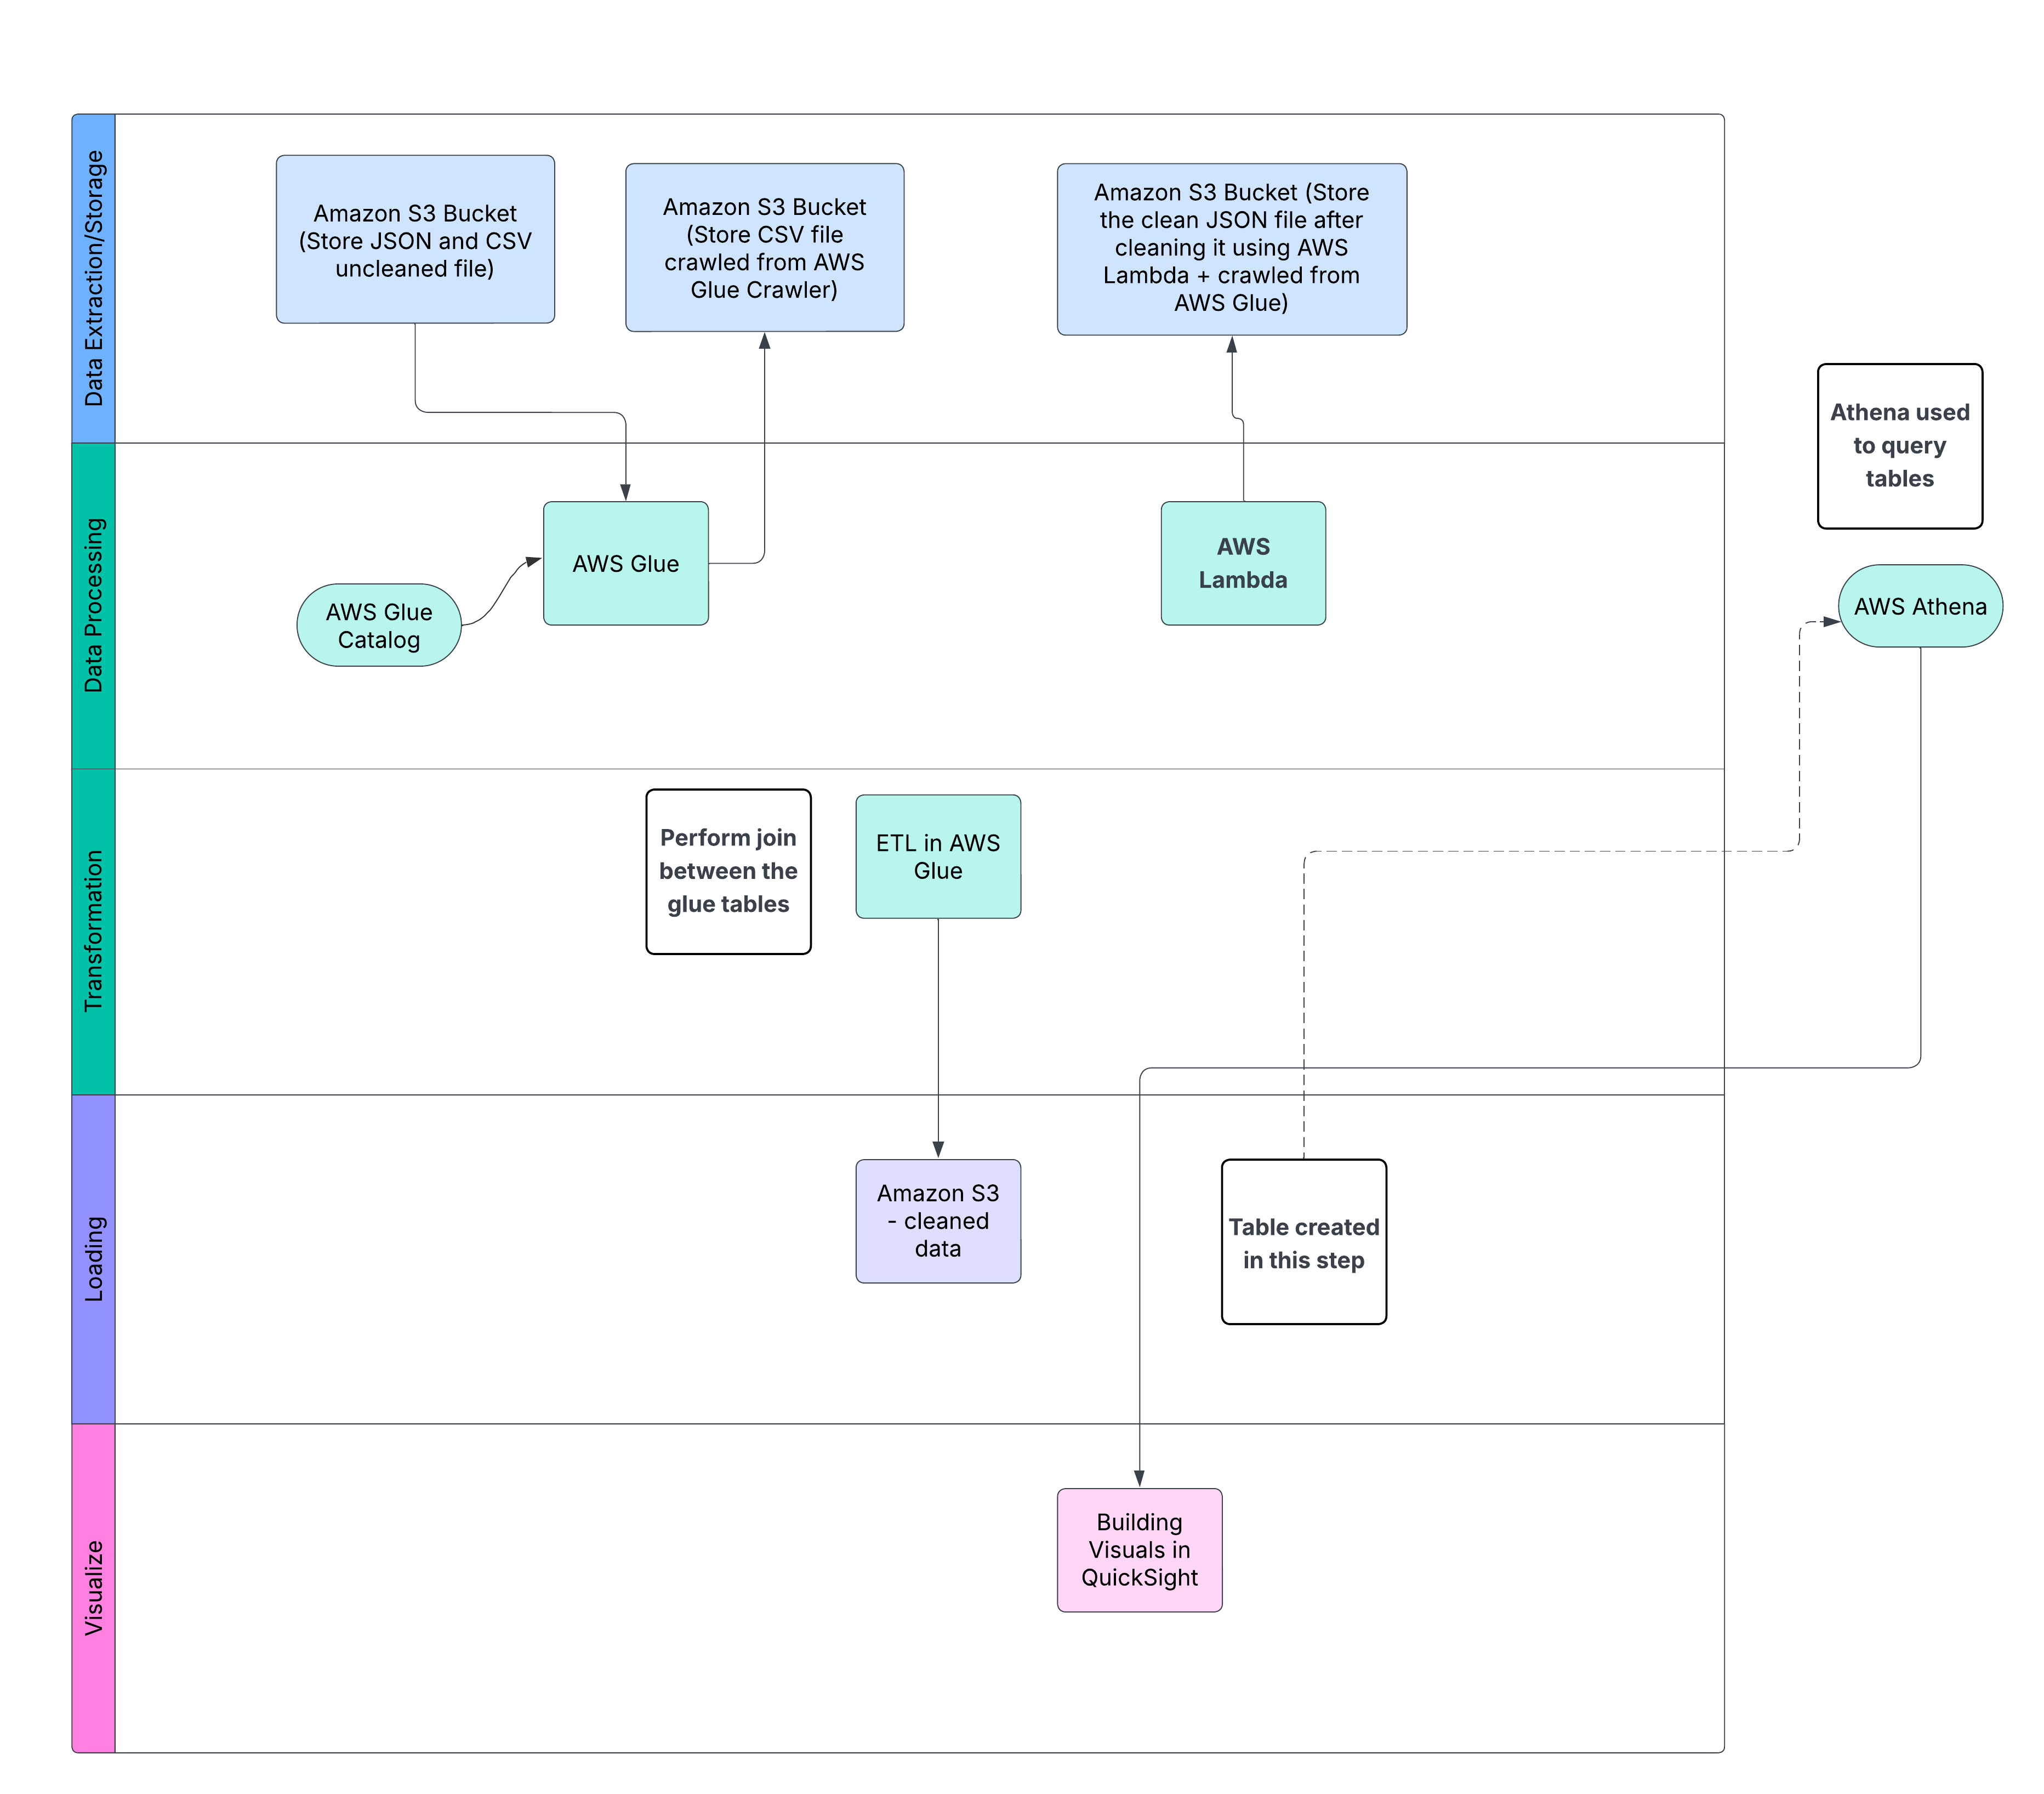 Data Extraction/Storage
Amazon S3 Bucket
(Store JSON and CSV
uncleaned file)
Amazon S3 Bucket
(Store CSV file
crawled from AWS
Glue Crawler)
Amazon S3 Bucket (Store
the clean JSON file after
cleaning it using AWS
Lambda + crawled from
AWS Glue)
Athena used
to query
tables
Data Processing
AWS Glue
Catalog
AWS Glue
AWS
Lambda
AWS Athena
Transformation
Perform join
between the
glue tables
ETL in AWS
Glue
Loading
Amazon S3
- cleaned
data
Table created
in this step
Visualize
Building
Visuals in
QuickSight